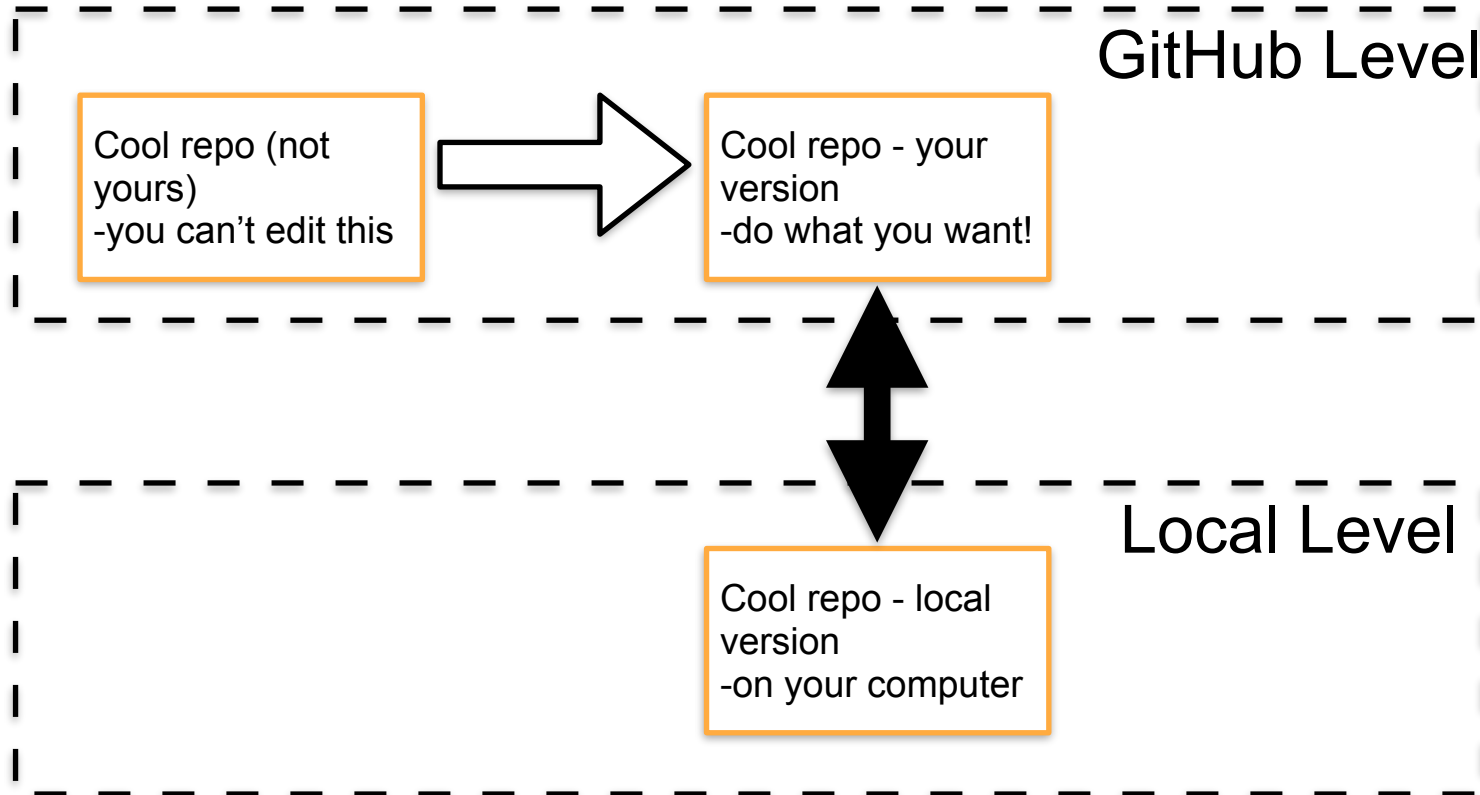 GitHub Level
Cool repo (not
yours)
-you can’t edit this
Cool repo - your
version
-do what you want!
Local Level
Cool repo - local
version
-on your computer